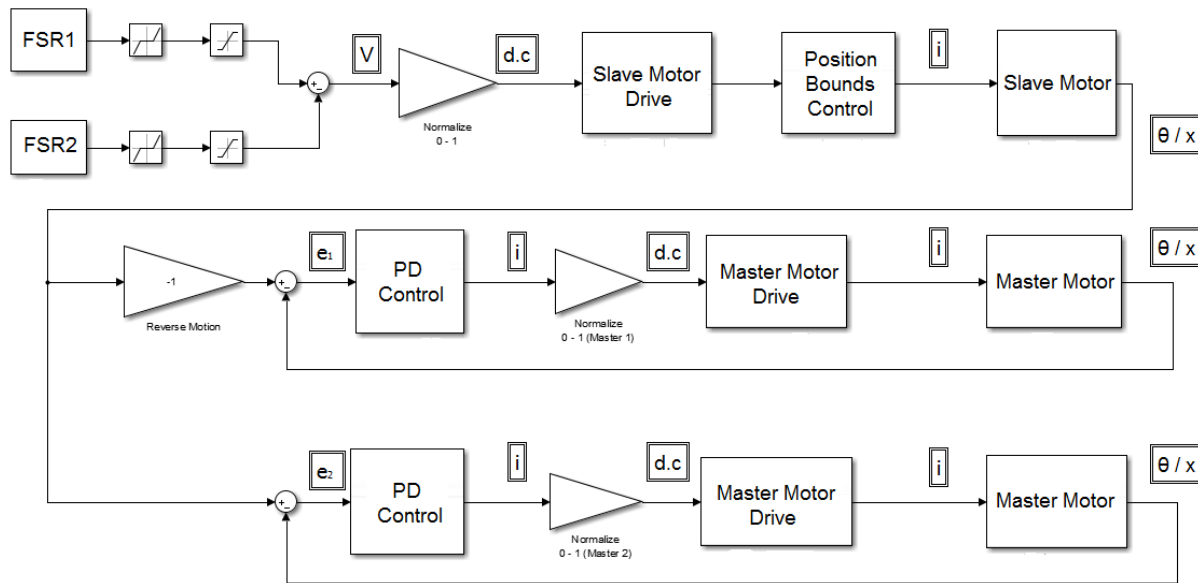 FSR1
V
d.c
Slave Motor
Drive
Position
Bounds
Control
i
Slave Motor
+
-
Normalize
0 - 1
FSR2
θ / x
-1
Reverse Motion
+
-
e₁
PD
Control
i
Normalize
0 - 1 (Master 1)
d.c
Master Motor
Drive
i
Master Motor
θ / x
+
-
e₂
PD
Control
i
Normalize
0 - 1 (Master 2)
d.c
Master Motor
Drive
i
Master Motor
θ / x